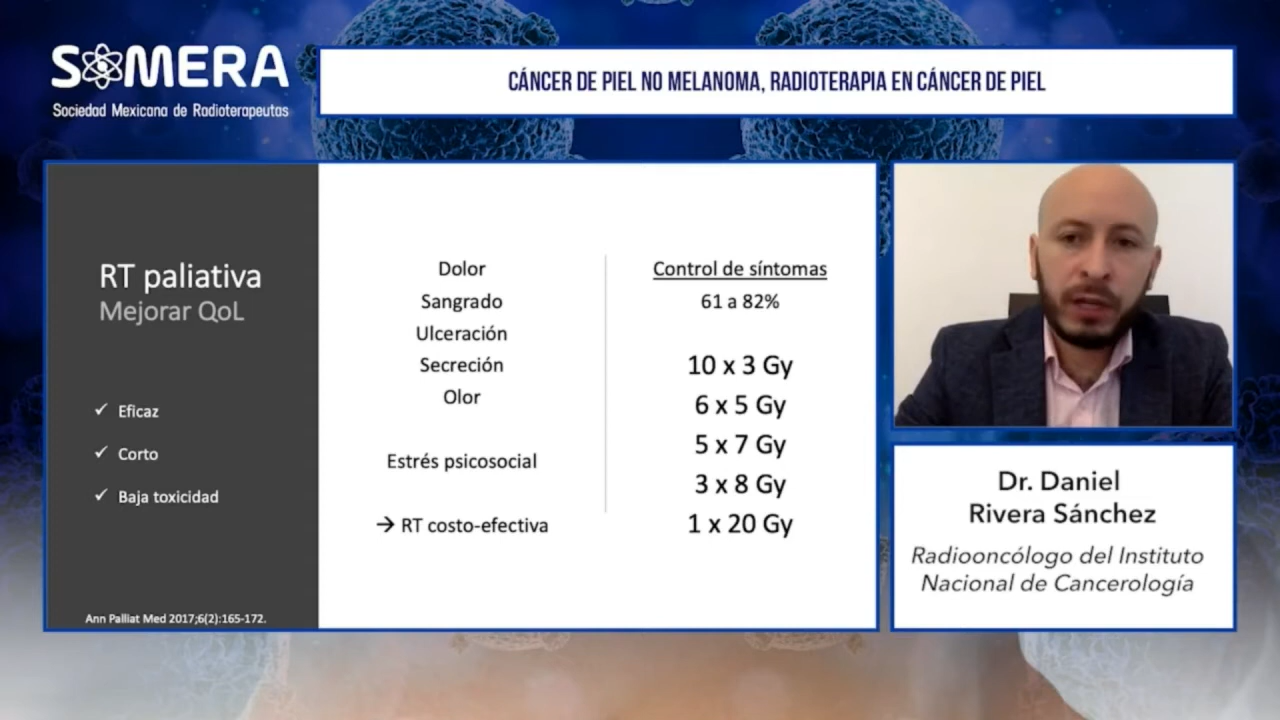 SOMERA
Sociedad Mexicana de Radioterapeutas
CÁNCER DE PIEL NO MELANOMA, RADIOTERAPIA EN CÁNCER DE PIEL
RT paliativa
Mejorar QoL
✓ Eficaz
✓ Corto
✓ Baja toxicidad
Ann Palliat Med 2017;6(2):165-172.
Dolor
Sangrado
Ulceración
Secreción
Olor
Estrés psicosocial
→ RT costo-efectiva
Control de síntomas
61 a 82%
10 x 3 Gy
6 x 5 Gy
5 x 7 Gy
3 x 8 Gy
1 x 20 Gy
Dr. Daniel
Rivera Sánchez
Radiooncólogo del Instituto
Nacional de Cancerología